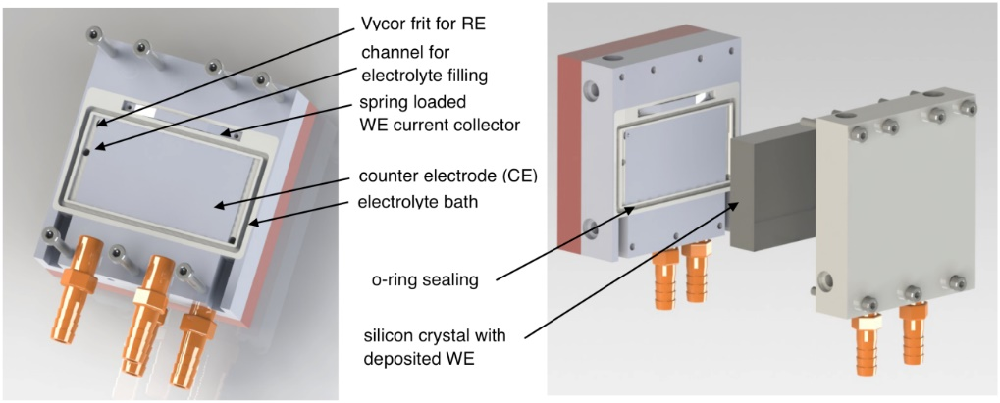 Vycor frit for RE
channel for
electrolyte filling
spring loaded
WE current collector
counter electrode (CE)
electrolyte bath
o-ring sealing
silicon crystal with
deposited WE